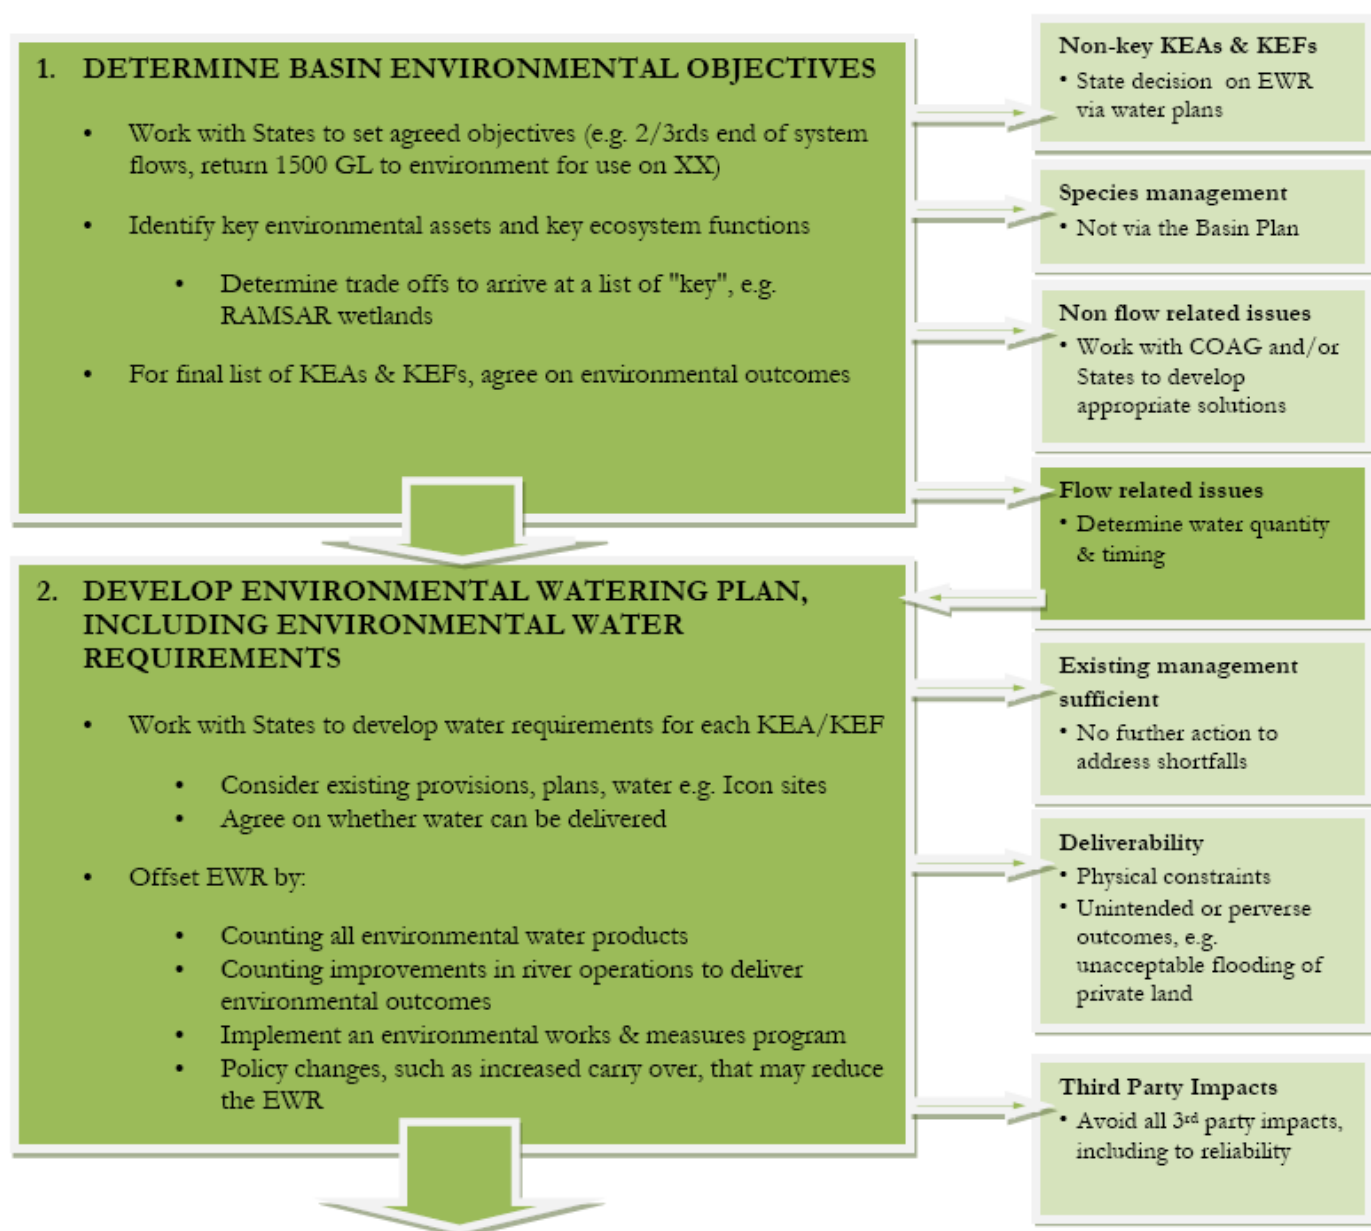 1. DETERMINE BASIN ENVIRONMENTAL OBJECTIVES
• Work with States to set agreed objectives (e.g. 2/3rds end of system
flows, return 1500 GL to environment for use on XX)
• Identify key environmental assets and key ecosystem functions
• Determine trade offs to arrive at a list of "key", e.g.
RAMSAR wetlands
• For final list of KEAs & KEFs, agree on environmental outcomes
Non-key KEAs & KEFs
• State decision on EWR
via water plans
Species management
• Not via the Basin Plan
Non flow related issues
• Work with COAG and/or
States to develop
appropriate solutions
Flow related issues
• Determine water quantity
& timing
2. DEVELOP ENVIRONMENTAL WATERING PLAN,
INCLUDING ENVIRONMENTAL WATER
REQUIREMENTS
• Work with States to develop water requirements for each KEA/KEF
• Consider existing provisions, plans, water e.g. Icon sites
• Agree on whether water can be delivered
• Offset EWR by:
• Counting all environmental water products
• Counting improvements in river operations to deliver
environmental outcomes
• Implement an environmental works & measures program
• Policy changes, such as increased carry over, that may reduce
the EWR
Existing management
sufficient
• No further action to
address shortfalls
Deliverability
• Physical constraints
• Unintended or perverse
outcomes, e.g.
unacceptable flooding of
private land
Third Party Impacts
• Avoid all 3rd party impacts,
including to reliability